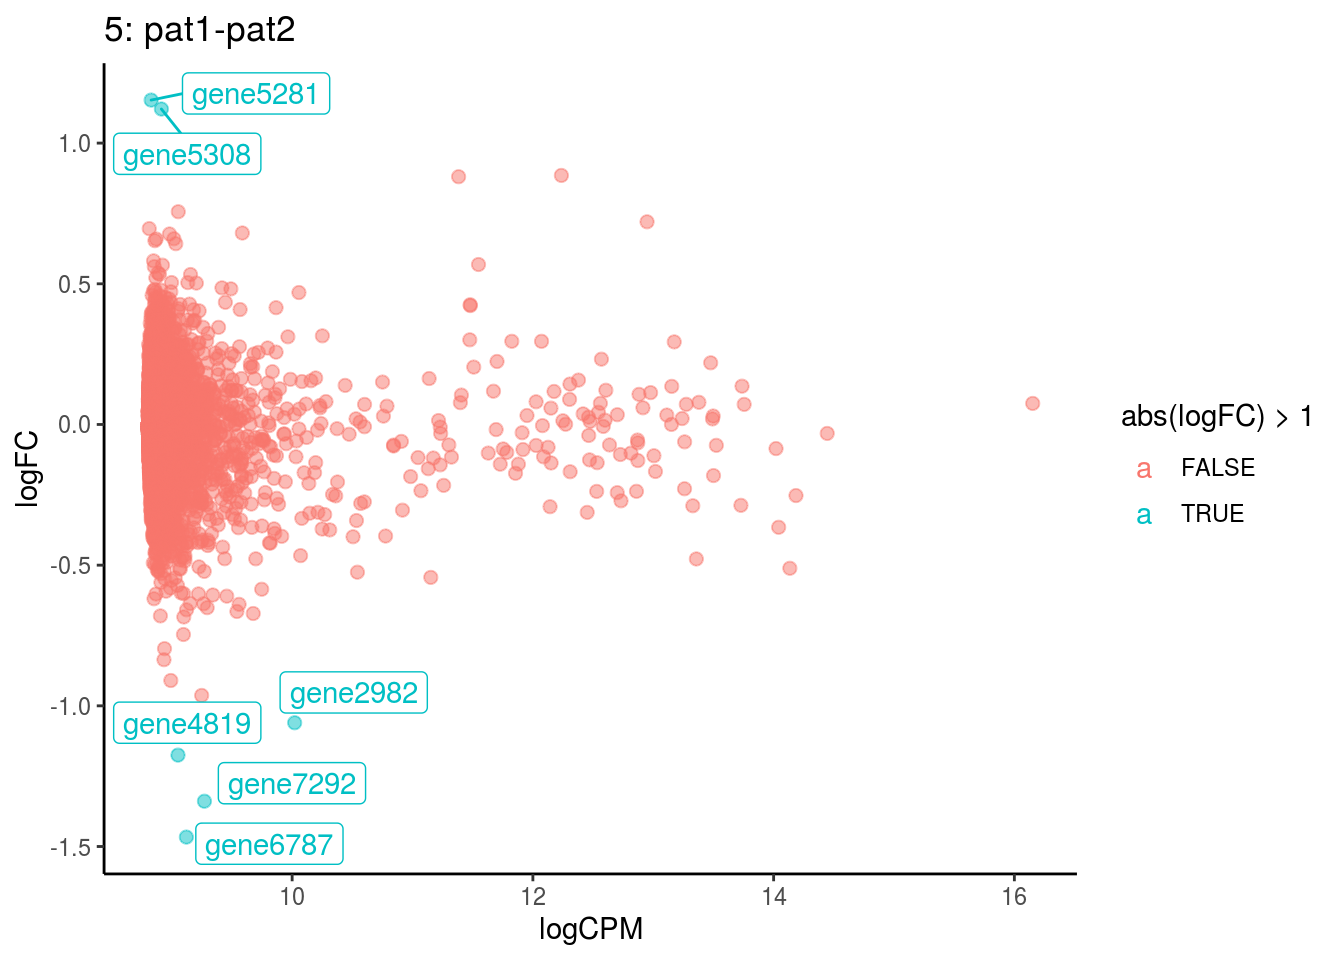 5: pat1-pat2
gene5281
gene5308
1.0
0.5
0.0
-0.5
-1.0
-1.5
logFC
gene2982
gene4819
gene7292
gene6787
10
12
14
16
logCPM
abs(logFC) > 1
a FALSE
a TRUE